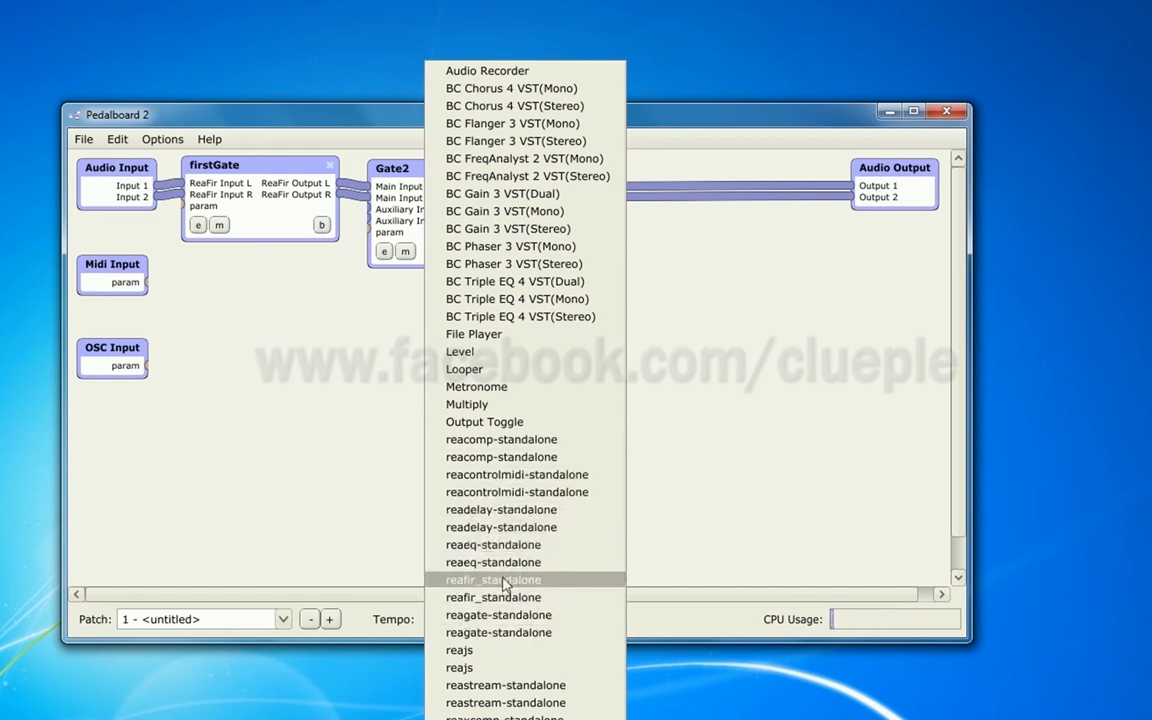 Pedalboard 2
File Edit Options Help
Audio Input
Input 1
Input 2
firstGate
ReaFir Input L ReaFir Output L
ReaFir Input R ReaFir Output R
param
e m b
Gate2
Main Input
Main Input
Auxiliary In
Auxiliary In
param
e m
Audio Output
Output 1
Output 2
Midi Input
param
OSC Input
param
Audio Recorder
BC Chorus 4 VST(Mono)
BC Chorus 4 VST(Stereo)
BC Flanger 3 VST(Mono)
BC Flanger 3 VST(Stereo)
BC FreqAnalyst 2 VST(Mono)
BC FreqAnalyst 2 VST(Stereo)
BC Gain 3 VST(Dual)
BC Gain 3 VST(Mono)
BC Gain 3 VST(Stereo)
BC Phaser 3 VST(Mono)
BC Phaser 3 VST(Stereo)
BC Triple EQ 4 VST(Dual)
BC Triple EQ 4 VST(Mono)
BC Triple EQ 4 VST(Stereo)
File Player
Level
Looper
Metronome
Multiply
Output Toggle
reacomp-standalone
reacomp-standalone
reacontrolmidi-standalone
reacontrolmidi-standalone
readelay-standalone
readelay-standalone
reaeq-standalone
reaeq-standalone
reafir_standalone
reafir_standalone
reagate-standalone
reagate-standalone
reajs
reajs
reastream-standalone
reastream-standalone
reaxcomp-standalone
www.facebook.com/clueple
Patch: 1 - <untitled> - + Tempo: CPU Usage: